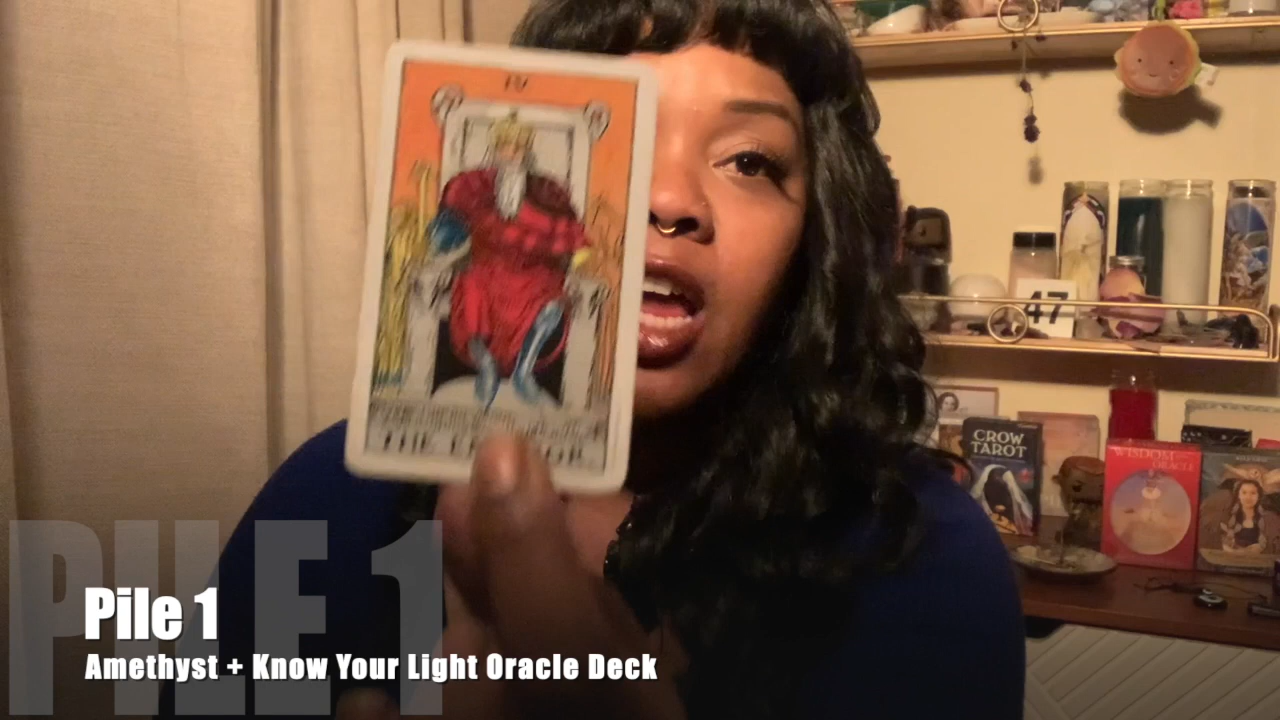 IV
THE EMPEROR
47
CROW
TAROT
WISDOM
ORACLE
PILE 1
Pile 1
Amethyst + Know Your Light Oracle Deck